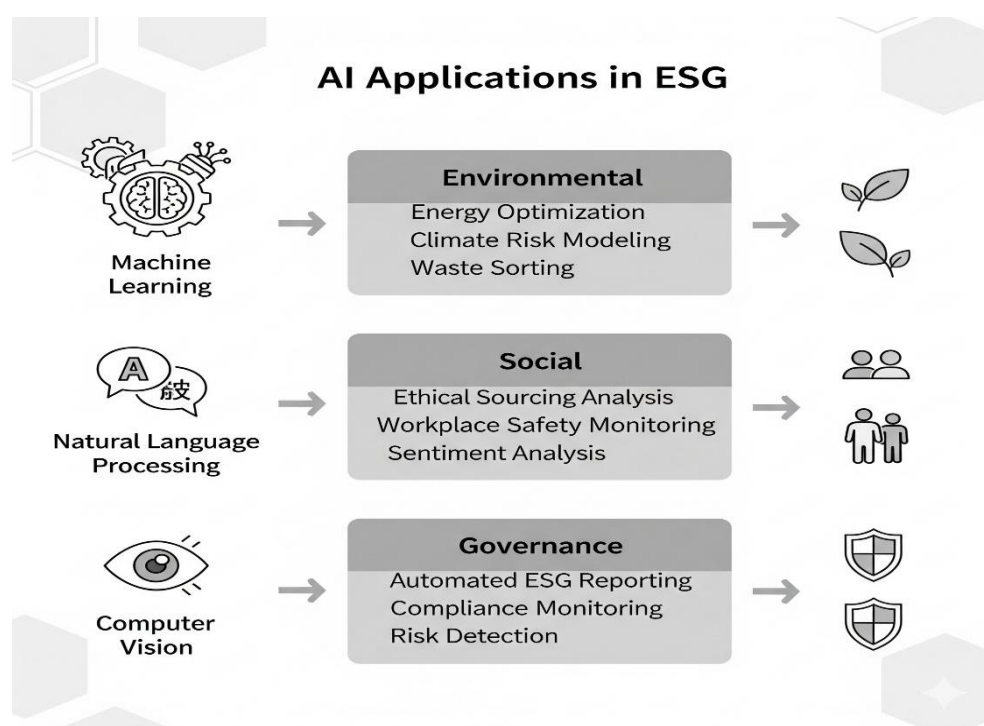 AI Applications in ESG
Machine
Learning
Environmental
Energy Optimization
Climate Risk Modeling
Waste Sorting
A
Natural Language
Processing
Social
Ethical Sourcing Analysis
Workplace Safety Monitoring
Sentiment Analysis
Computer
Vision
Governance
Automated ESG Reporting
Compliance Monitoring
Risk Detection